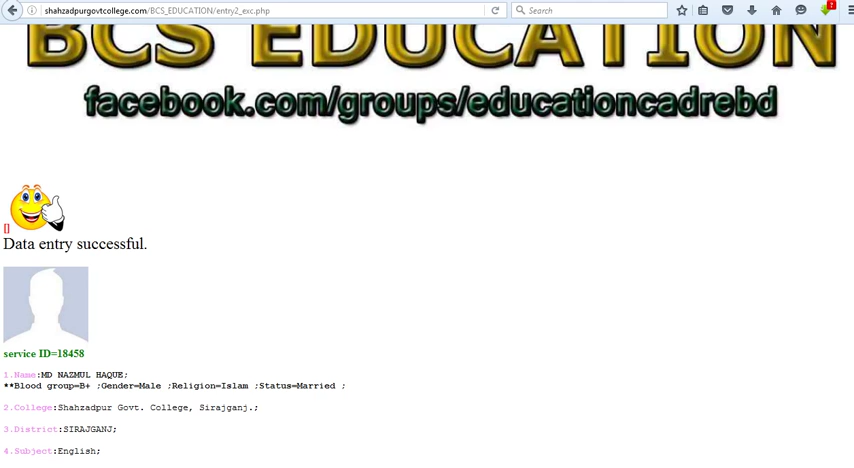 shahzadpurgovtcollege.com/BCS_EDUCATION/entry2_exc.php
Search
?
BCS EDUCATION
facebook.com/groups/educationcadrebd
[]
Data entry successful.
service ID=18458
1.Name:MD NAZMUL HAQUE;
**Blood group=B+ ;Gender=Male ;Religion=Islam ;Status=Married ;
2.College:Shahzadpur Govt. College, Sirajganj.;
3.District:SIRAJGANJ;
4.Subject:English;